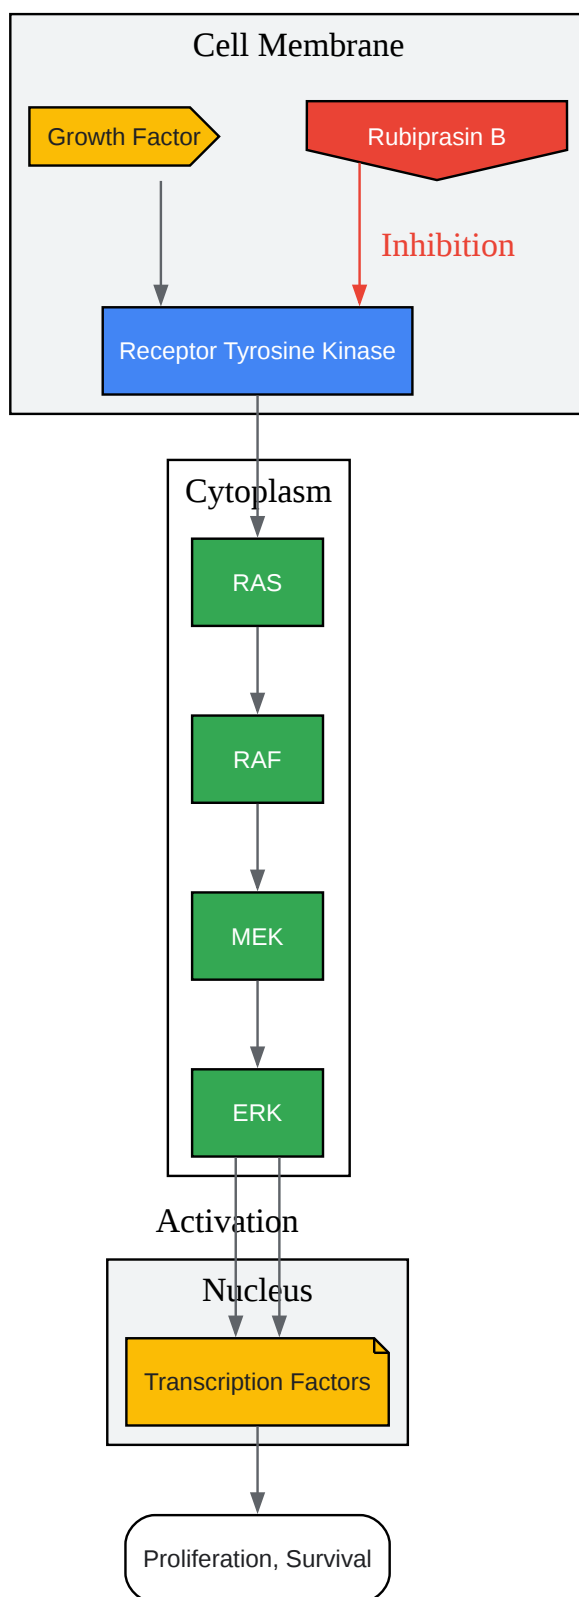 Cell Membrane
Growth Factor
Rubiprasin B
Inhibition
Receptor Tyrosine Kinase
Cytoplasm
RAS
RAF
MEK
ERK
Activation
Nucleus
Transcription Factors
Proliferation, Survival